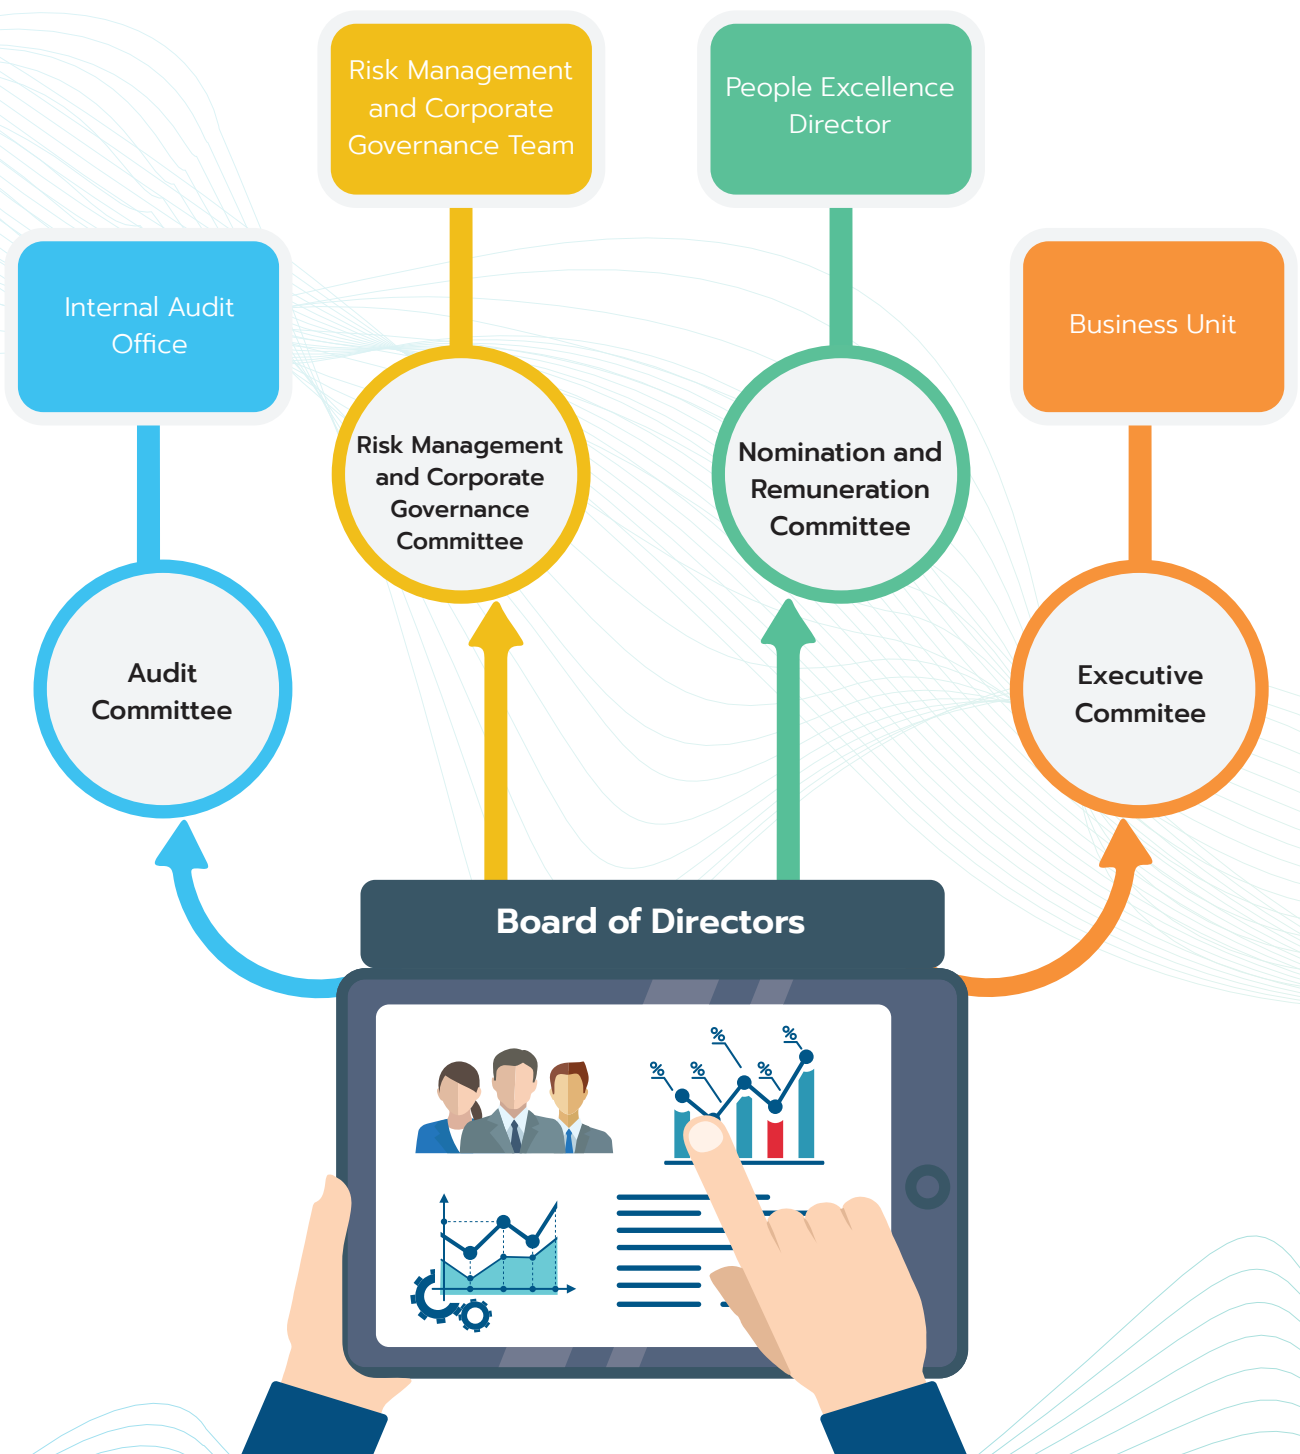 Risk Management
and Corporate
Governance Team
People Excellence
Director
Internal Audit
Office
Business Unit
Risk Management
and Corporate
Governance
Committee
Nomination and
Remuneration
Committee
Audit
Committee
Executive
Commitee
Board of Directors
%
%
%
%
%